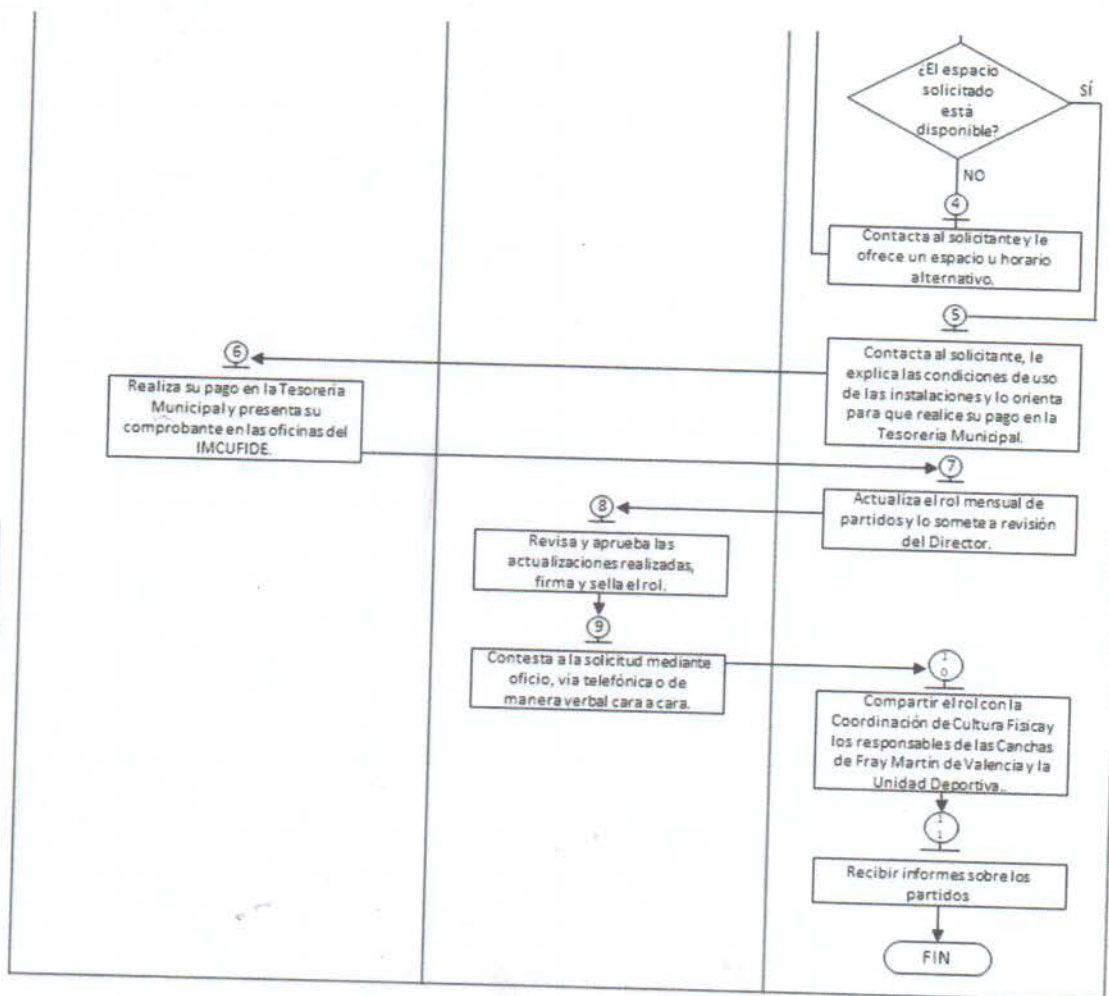 ¿El espacio
solicitado
está
disponible?
SÍ
NO
4
Contacta al solicitante y le
ofrece un espacio u horario
alternativo.
5
Contacta al solicitante, le
explica las condiciones de uso
de las instalaciones y lo orienta
para que realice su pago en la
Tesorería Municipal.
6
Realiza su pago en la Tesorería
Municipal y presenta su
comprobante en las oficinas del
IMCUFIDE.
7
Actualiza el rol mensual de
partidos y lo somete a revisión
del Director.
8
Revisa y aprueba las
actualizaciones realizadas,
firma y sella el rol.
9
Contesta a la solicitud mediante
oficio, vía telefónica o de
manera verbal cara a cara.
1
0
Compartir el rol con la
Coordinación de Cultura Física y
los responsables de las Canchas
de Fray Martín de Valencia y la
Unidad Deportiva..
1
1
Recibir informes sobre los
partidos
FIN